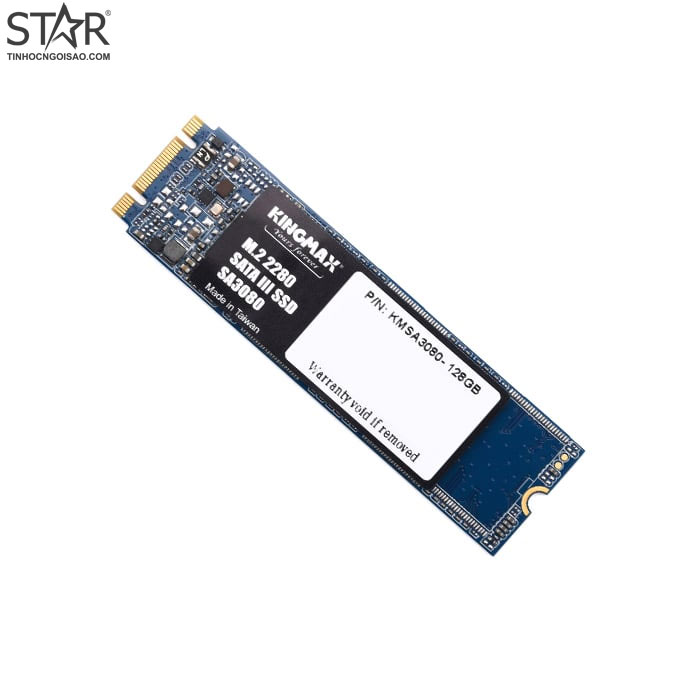 STAR®
TINHOCNGOISAO.COM
KINGMAX
Yours forever
M.2 2280
SATA III SSD
SA3080
Made in Taiwan
P/N: KMSA3080- 128GB
Warranty void if removed